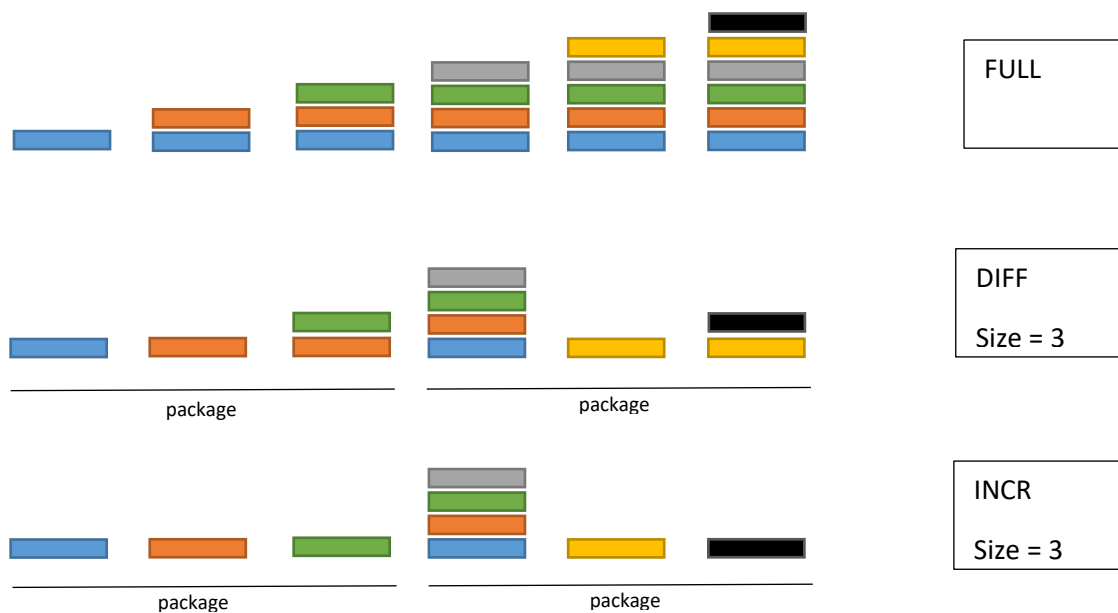 FULL
DIFF
Size = 3
package
package
INCR
Size = 3
package
package